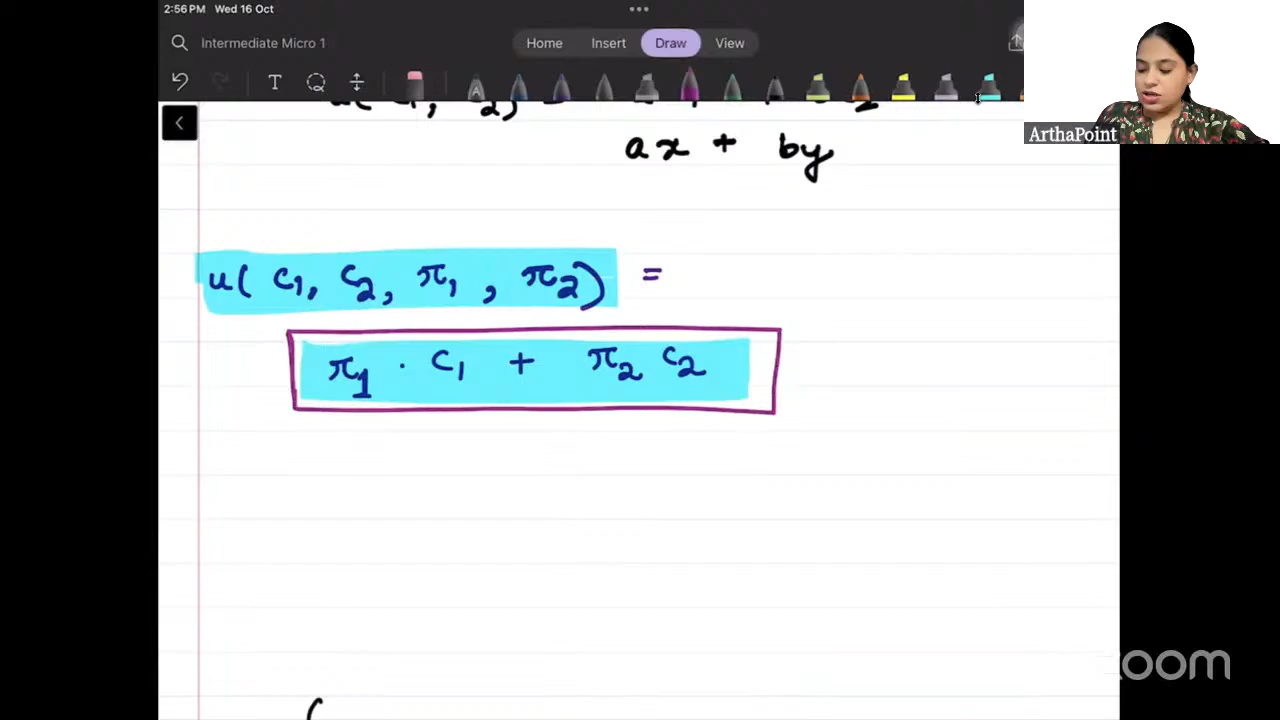 2:56 PM Wed 16 Oct
Intermediate Micro 1
Home Insert Draw View
T
A
ArthaPoint
ax + by
u( c1, c2, π1, π2) =
π1 · c1 + π2 c2
zoom